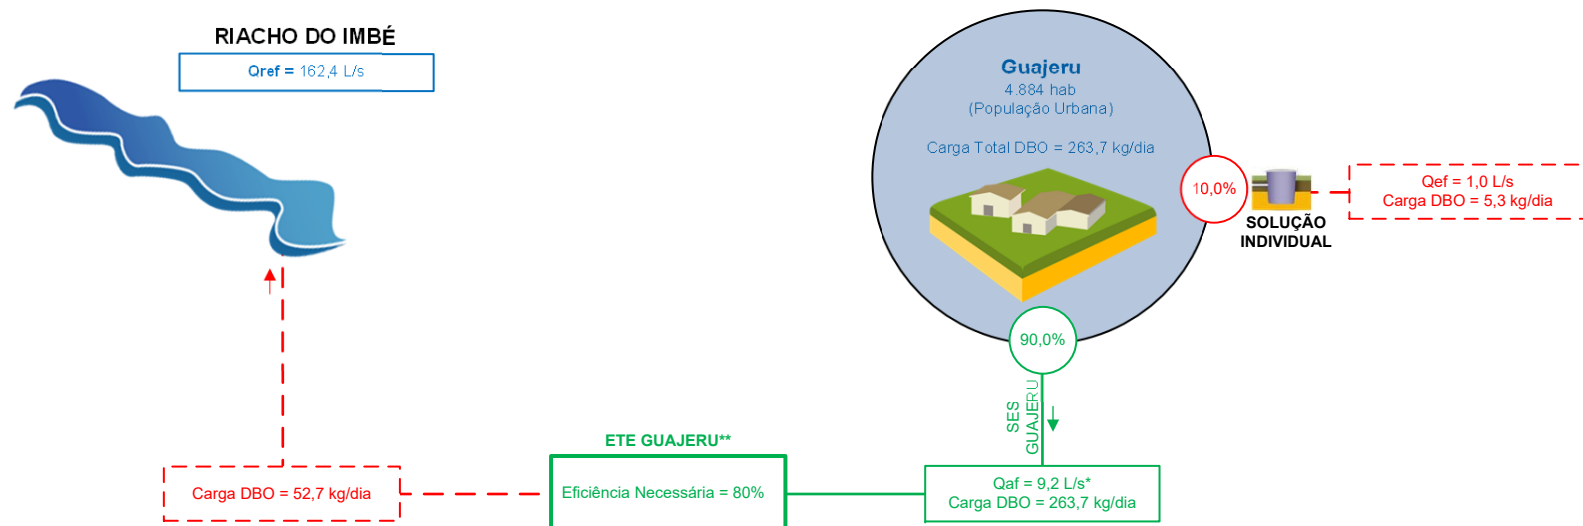 RIACHO DO IMBÉ
Qref = 162,4 L/s
Guajeru
4.884 hab
(População Urbana)
Carga Total DBO = 263,7 kg/dia
10,0%
SOLUÇÃO
INDIVIDUAL
Qef = 1,0 L/s
Carga DBO = 5,3 kg/dia
90,0%
SES
GUAJERU
ETE GUAJERU**
Eficiência Necessária = 80%
Qaf = 9,2 L/s*
Carga DBO = 263,7 kg/dia
Carga DBO = 52,7 kg/dia